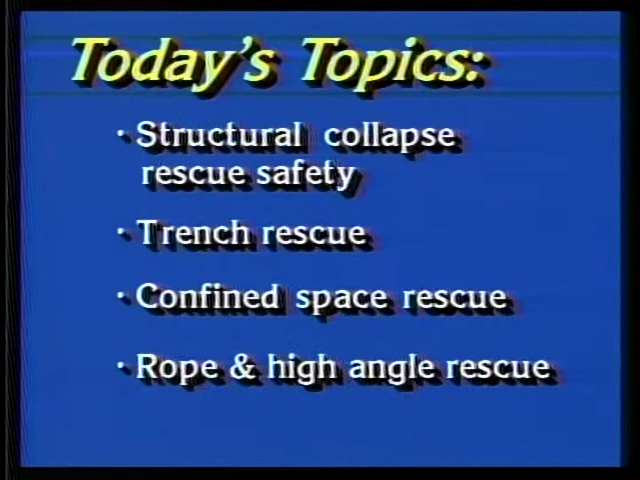 Today's Topics:
· Structural collapse
rescue safety
· Trench rescue
· Confined space rescue
· Rope & high angle rescue